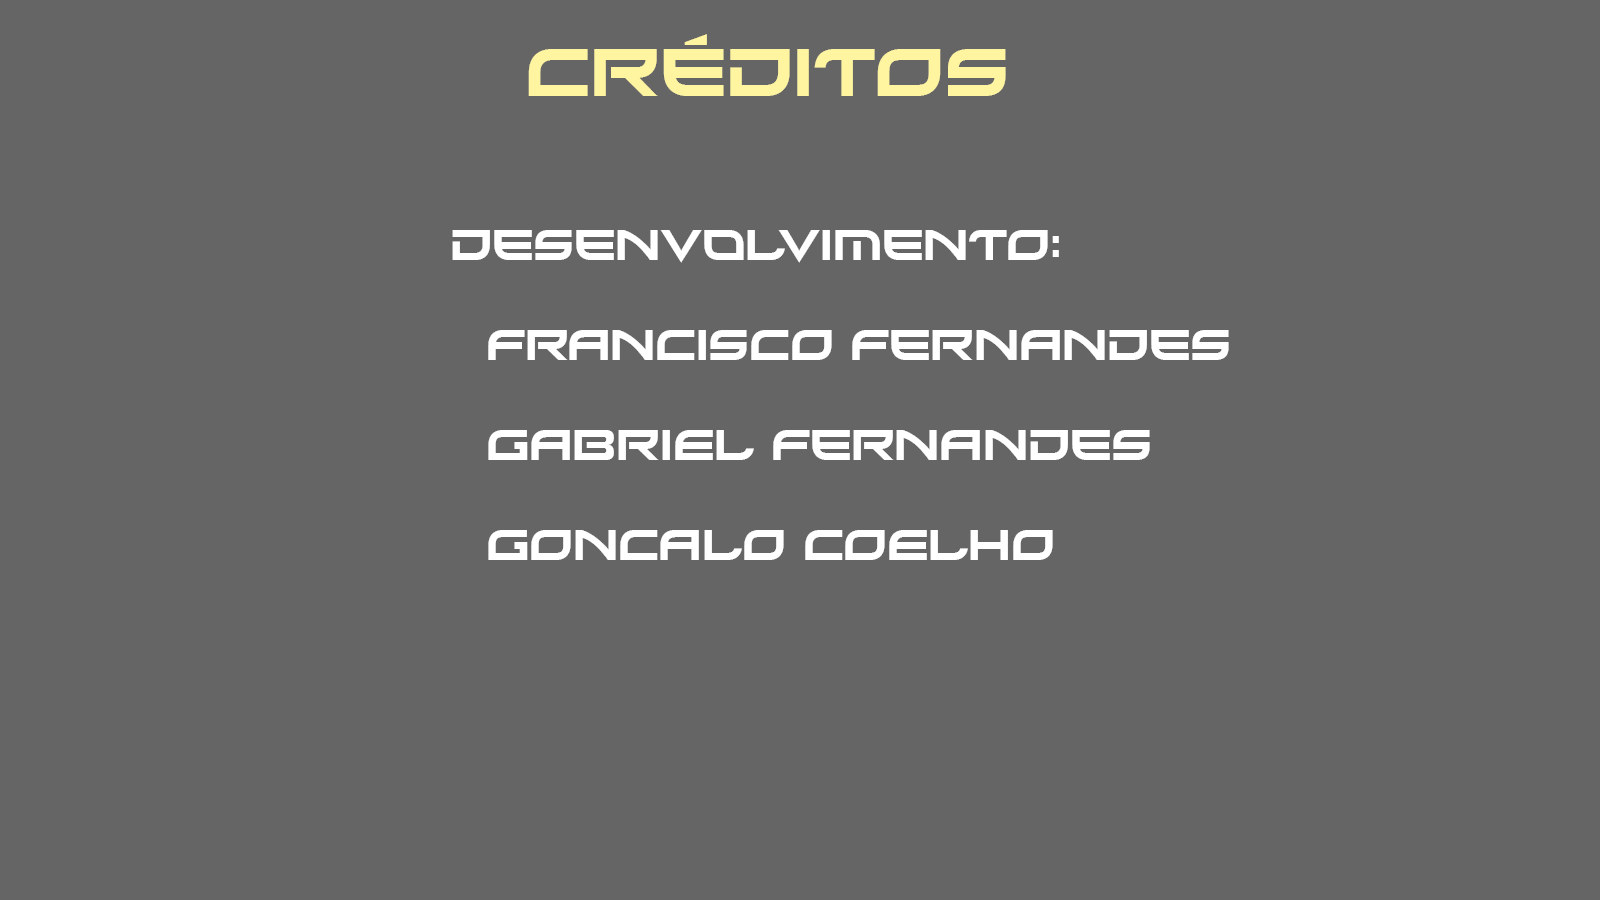 CRÉDITOS
DESENVOLVIMENTO:
FRANCISCO FERNANDES
GABRIEL FERNANDES
GONCALO COELHO